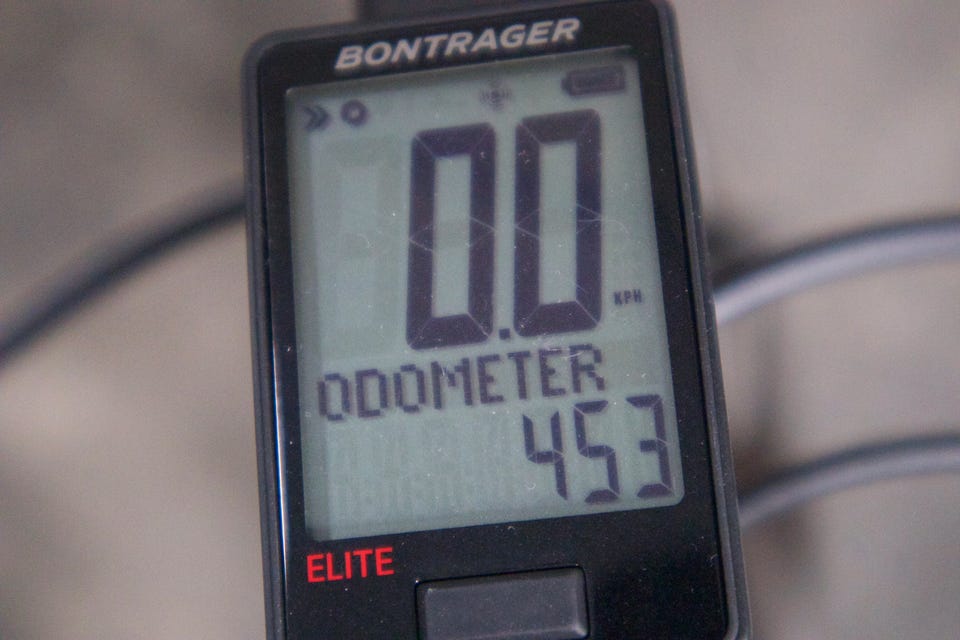 BONTRAGER
0.0
KPH
ODOMETER
453
ELITE